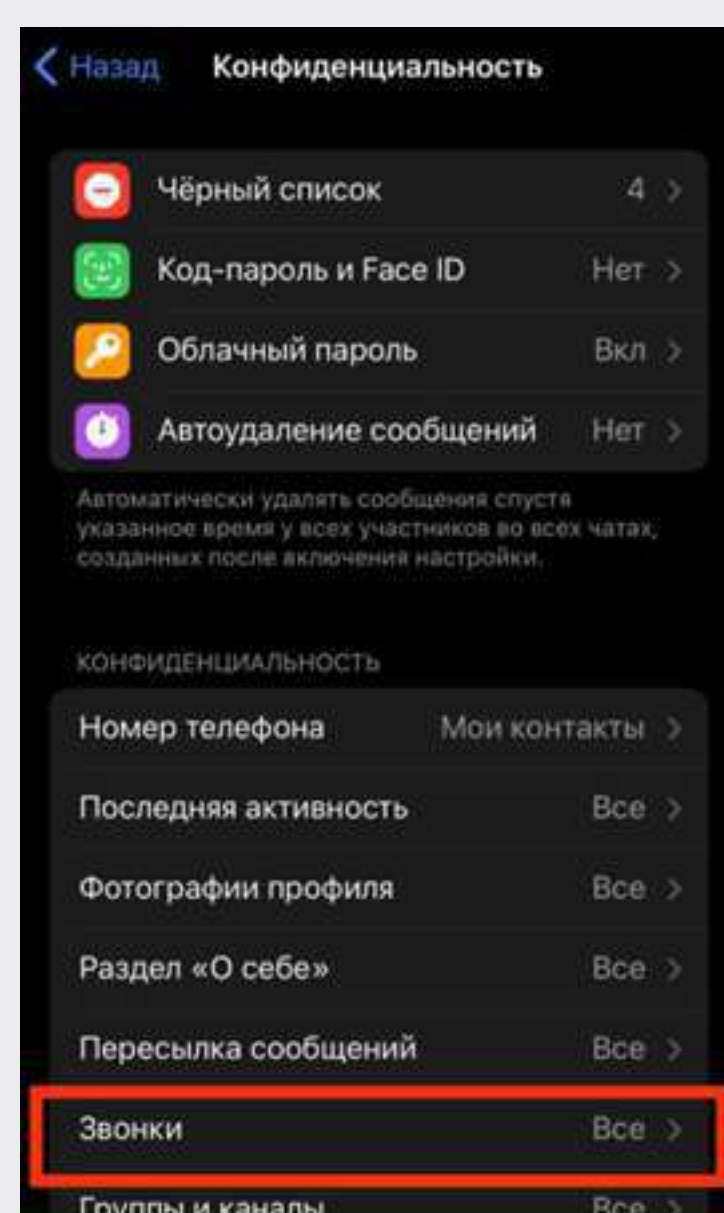 Назад Конфиденциальность
Чёрный список 4
Код-пароль и Face ID Нет
Облачный пароль Вкл
Автоудаление сообщений Нет
Автоматически удалять сообщения спустя
указанное время у всех участников во всех чатах,
созданных после включения настройки.
КОНФИДЕНЦИАЛЬНОСТЬ
Номер телефона Мои контакты
Последняя активность Все
Фотографии профиля Все
Раздел «О себе» Все
Пересылка сообщений Все
Звонки Все
Группы и каналы Все